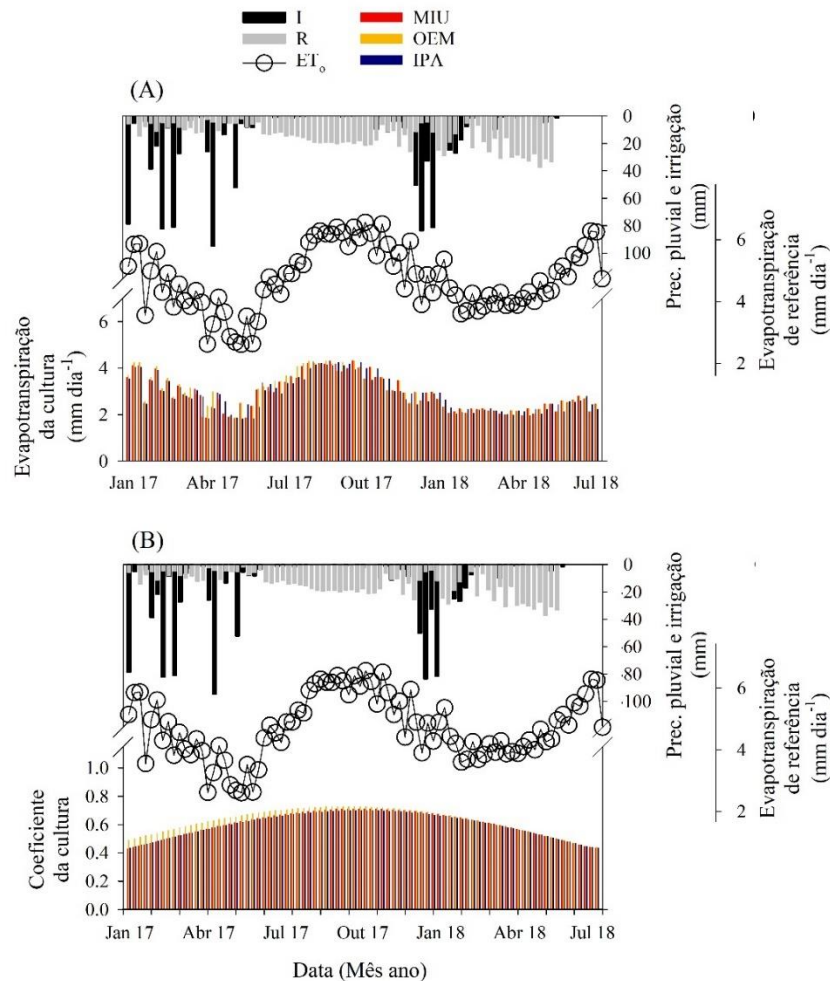 I MIU
R OEM
ETo IPA
(A)
0
20
40
60
80
100
Prec. pluvial e irrigação
(mm)
6
4
2
Evapotranspiração
de referência
(mm dia-1)
6
4
2
0
Evapotranspiração
da cultura
(mm dia-1)
Jan 17 Abr 17 Jul 17 Out 17 Jan 18 Abr 18 Jul 18
(B)
0
-20
-40
-60
-80
-100
Prec. pluvial e irrigação
(mm)
6
4
2
Evapotranspiração
de referência
(mm dia-1)
1.0
0.8
0.6
0.4
0.2
0.0
Coeficiente
da cultura
Jan 17 Abr 17 Jul 17 Out 17 Jan 18 Abr 18 Jul 18
Data (Mês ano)